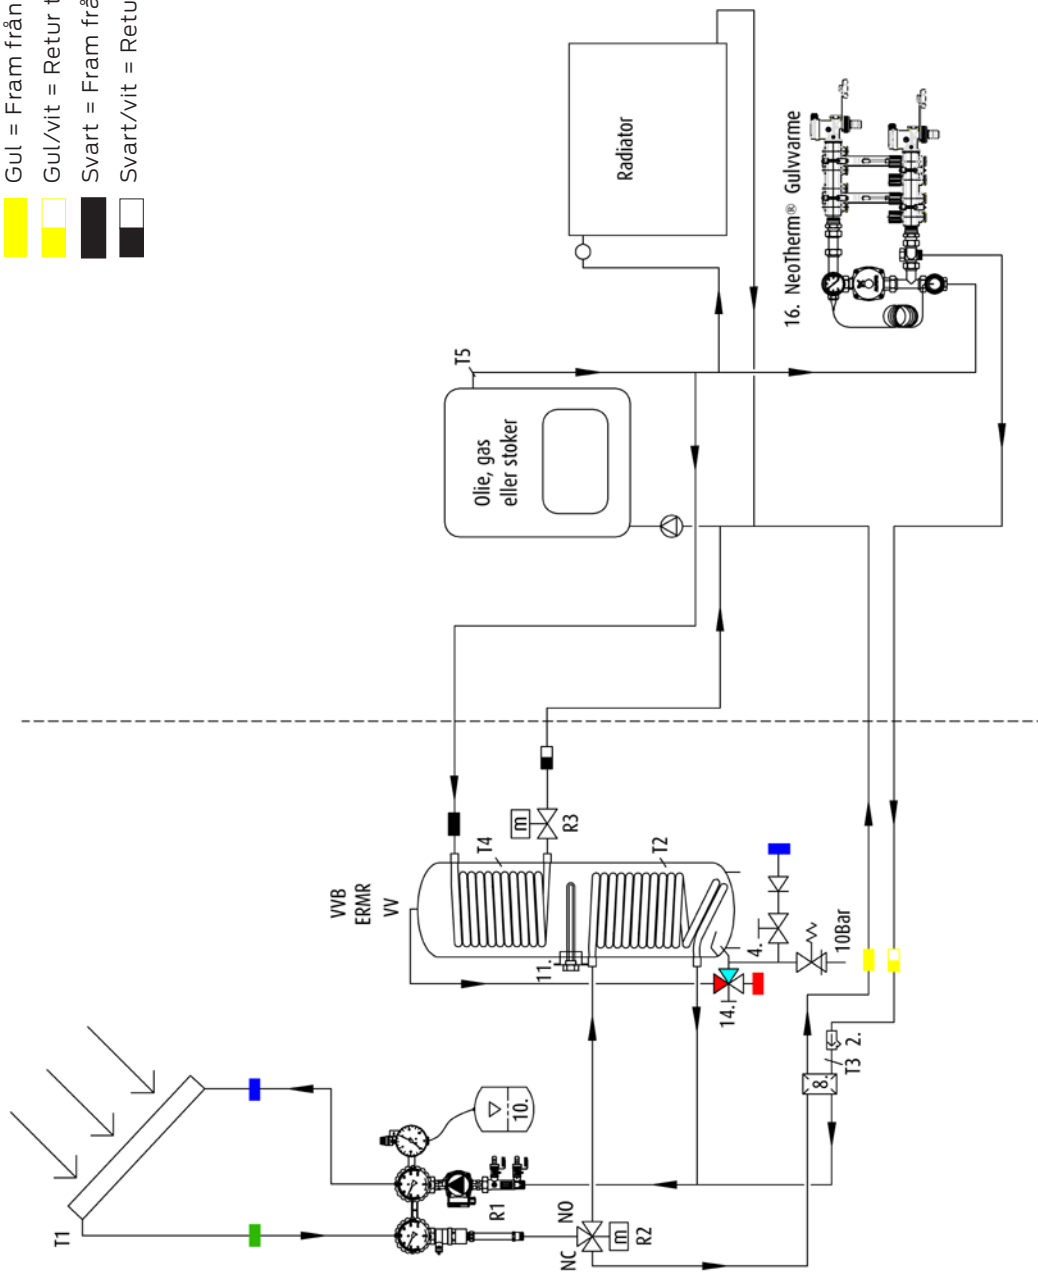 Gul = Fram från
Gul/vit = Retur t
Svart = Fram frå
Svart/vit = Retu
Radiator
16. NeoTherm® Gulvvarme
T5
Olie, gas
eller stoker
VVB
ERMR
VV
T4
R3
m
T2
11.
4.
10Bar
14.
2.
T3
8.
T1
10.
R1
NO
NC
R2
m